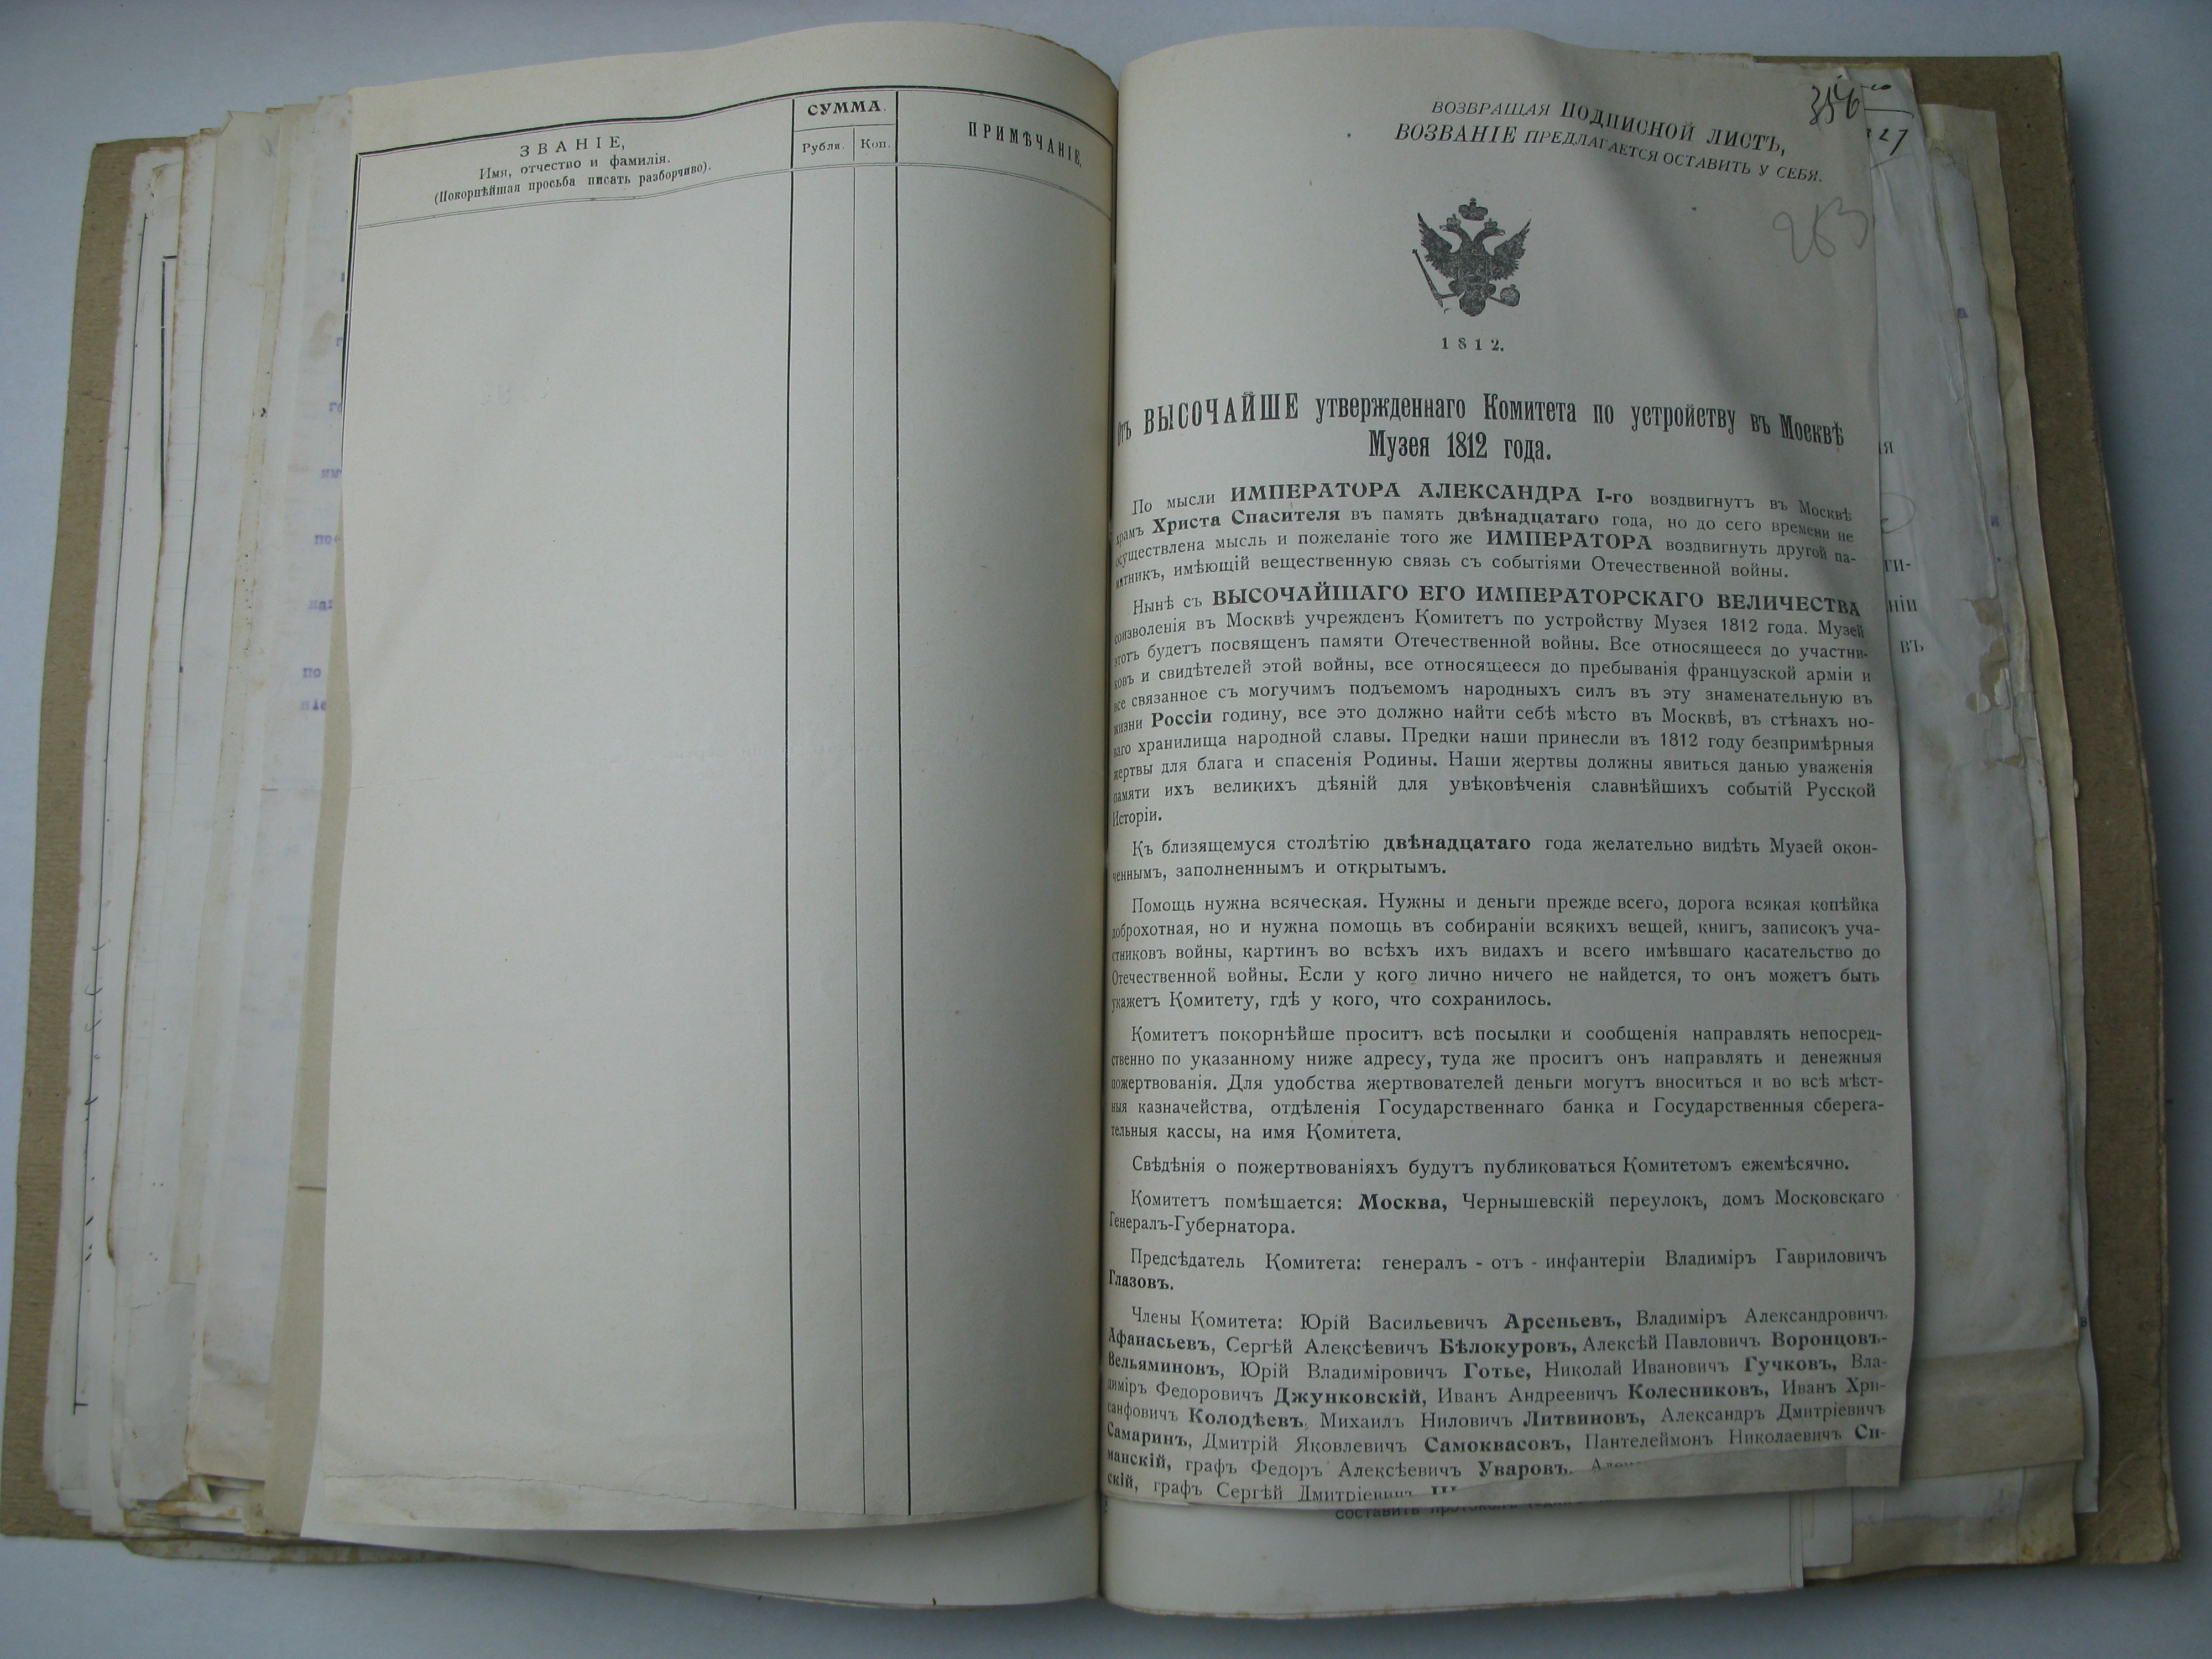 ЗВАНІЕ,
Имя, отчество и фамилія.
(Покорнѣйшая просьба писать разборчиво).
СУММА.
Рубли.
Коп.
ПРИМѢЧАНІЕ.
ВОЗВРАЩАЯ ПОДПИСНОЙ ЛИСТЪ,
ВОЗВАНІЕ ПРЕДЛАГАЕТСЯ ОСТАВИТЬ У СЕБЯ.
356
27
263
1812.
Отъ ВЫСОЧАЙШЕ утвержденнаго Комитета по устройству въ Москвѣ
Музея 1812 года.
По мысли ИМПЕРАТОРА АЛЕКСАНДРА I-го воздвигнутъ въ Москвѣ
храмъ Христа Спасителя въ память двѣнадцатаго года, но до сего времени не
осуществлена мысль и пожеланіе того же ИМПЕРАТОРА воздвигнуть другой па-
мятникъ, имѣющій вещественную связь съ событіями Отечественной войны.
Нынѣ съ ВЫСОЧАЙШАГО ЕГО ИМПЕРАТОРСКАГО ВЕЛИЧЕСТВА
соизволенія въ Москвѣ учрежденъ Комитетъ по устройству Музея 1812 года. Музей
этотъ будетъ посвященъ памяти Отечественной войны. Все относящееся до участни-
ковъ и свидѣтелей этой войны, все относящееся до пребыванія французской арміи и
все связанное съ могучимъ подъемомъ народныхъ силъ въ эту знаменательную въ
жизни Россіи годину, все это должно найти себѣ мѣсто въ Москвѣ, въ стѣнахъ но-
ваго хранилища народной славы. Предки наши принесли въ 1812 году безпримѣрныя
жертвы для блага и спасенія Родины. Наши жертвы должны явиться данью уваженія
памяти ихъ великихъ дѣяній для увѣковѣченія славнѣйшихъ событій Русской
Исторіи.
Къ близящемуся столѣтію двѣнадцатаго года желательно видѣть Музей окон-
ченнымъ, заполненнымъ и открытымъ.
Помощь нужна всяческая. Нужны и деньги прежде всего, дорога всякая копѣйка
доброхотная, но и нужна помощь въ собираніи всякихъ вещей, книгъ, записокъ уча-
стниковъ войны, картинъ во всѣхъ ихъ видахъ и всего имѣвшаго касательство до
Отечественной войны. Если у кого лично ничего не найдется, то онъ можетъ быть
укажетъ Комитету, гдѣ у кого, что сохранилось.
Комитетъ покорнѣйше проситъ всѣ посылки и сообщенія направлять непосред-
ственно по указанному ниже адресу, туда же проситъ онъ направлять и денежныя
пожертвованія. Для удобства жертвователей деньги могутъ вноситься и во всѣ мѣст-
ныя казначейства, отдѣленія Государственнаго банка и Государственныя сберега-
тельныя кассы, на имя Комитета.
Свѣдѣнія о пожертвованіяхъ будутъ публиковаться Комитетомъ ежемѣсячно.
Комитетъ помѣщается: Москва, Чернышевскій переулокъ, домъ Московскаго
Генералъ-Губернатора.
Предсѣдатель Комитета: генералъ-отъ-инфантеріи Владиміръ Гавриловичъ
Глазовъ.
Члены Комитета: Юрій Васильевичъ Арсеньевъ, Владиміръ Александровичъ
Афанасьевъ, Сергѣй Алексѣевичъ Бѣлокуровъ, Алексѣй Павловичъ Воронцовъ-
Вельяминовъ, Юрій Владиміровичъ Готье, Николай Ивановичъ Гучковъ, Вла-
диміръ Федоровичъ Джунковскій, Иванъ Андреевичъ Колесниковъ, Иванъ Хри-
санфовичъ Колодѣевъ, Михаилъ Ниловичъ Литвиновъ, Александръ Дмитріевичъ
Самаринъ, Дмитрій Яковлевичъ Самоквасовъ, Пантелеймонъ Николаевичъ Си-
манскій, графъ Федоръ Алексѣевичъ Уваровъ,
скій, графъ Сергѣй Дмитріевичъ
составить протоколъ